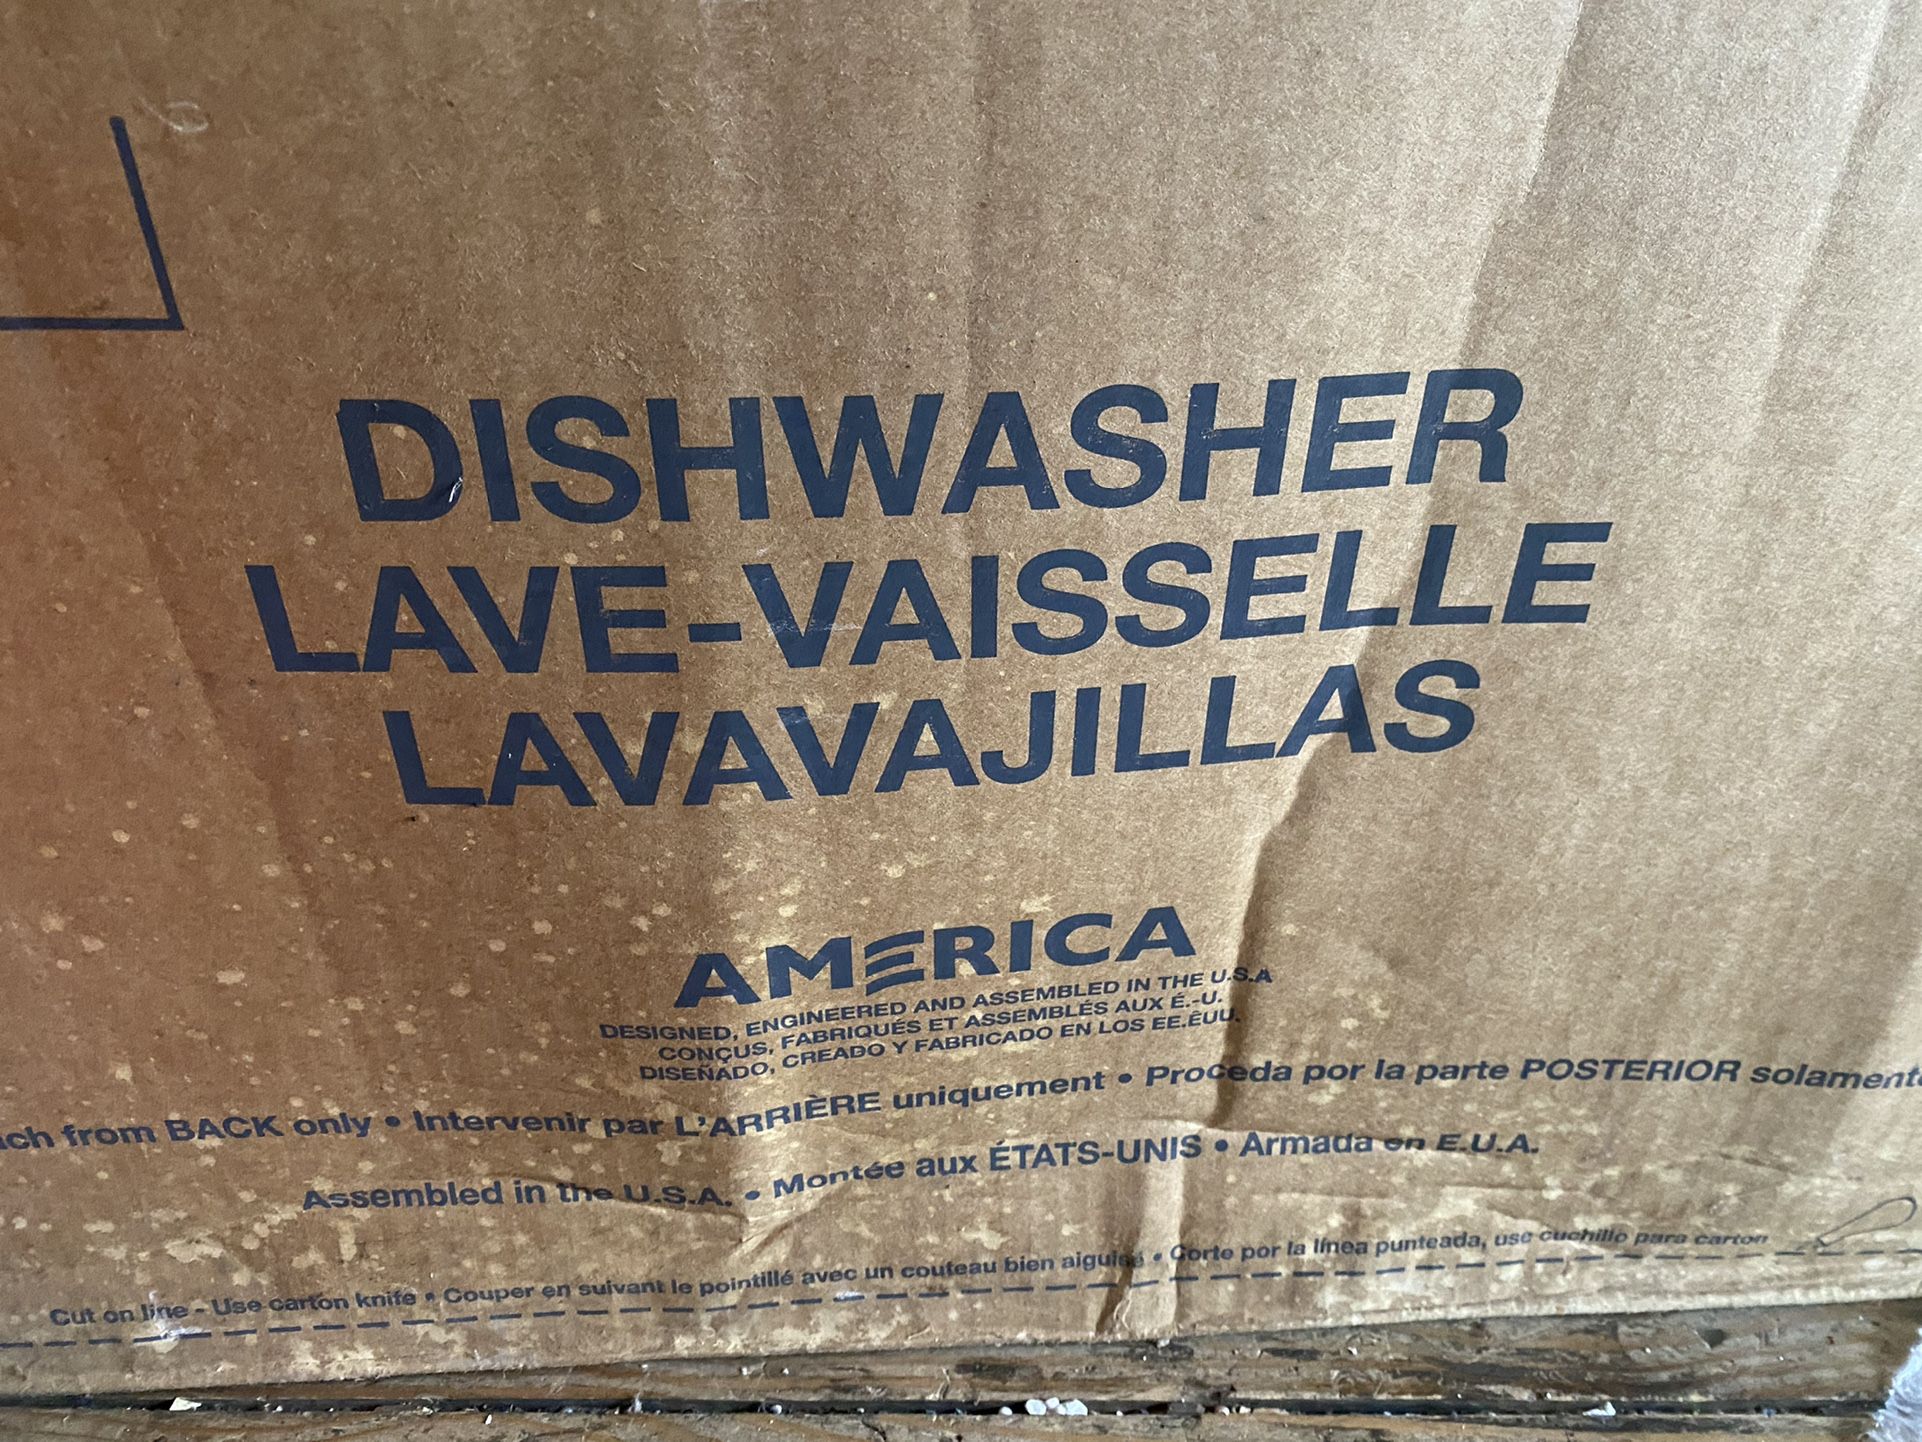 DISHWASHER
LAVE-VAISSELLE
LAVAVAJILLAS
AMERICA
DESIGNED, ENGINEERED AND ASSEMBLED IN THE U.S.A
CONÇUS, FABRIQUÉS ET ASSEMBLÉS AUX É.-U.
DISEÑADO, CREADO Y FABRICADO EN LOS EE.ÊUU.
from BACK only • Intervenir par L'ARRIÈRE uniquement • Proceda por la parte POSTERIOR solamente
Assembled in the U.S.A. • Montée aux ÉTATS-UNIS • Armada en E.U.A.
Cut on line - Use carton knife • Couper en suivant le pointillé avec un couteau bien aiguisé • Corte por la línea punteada, use cuchillo para carton